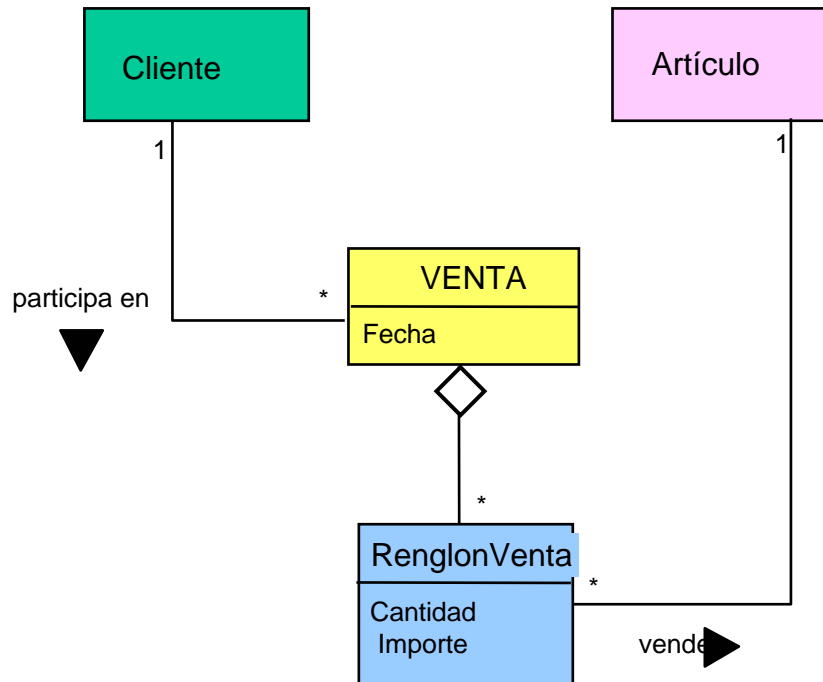 Cliente
Artículo
1
1
participa en
*
VENTA
Fecha
*
RenglonVenta
*
Cantidad
Importe
vende